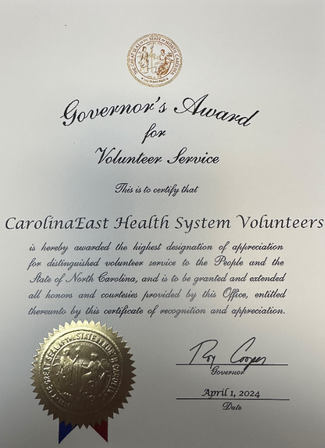 Governor's Award
for
Volunteer Service
This is to certify that
CarolinaEast Health System Volunteers
is hereby awarded the highest designation of appreciation
for distinguished volunteer service to the People and the
State of North Carolina, and is to be granted and extended
all honors and courtesies provided by this Office, entitled
thereunto by this certificate of recognition and appreciation.
Roy Cooper
Governor
April 1, 2024
Date